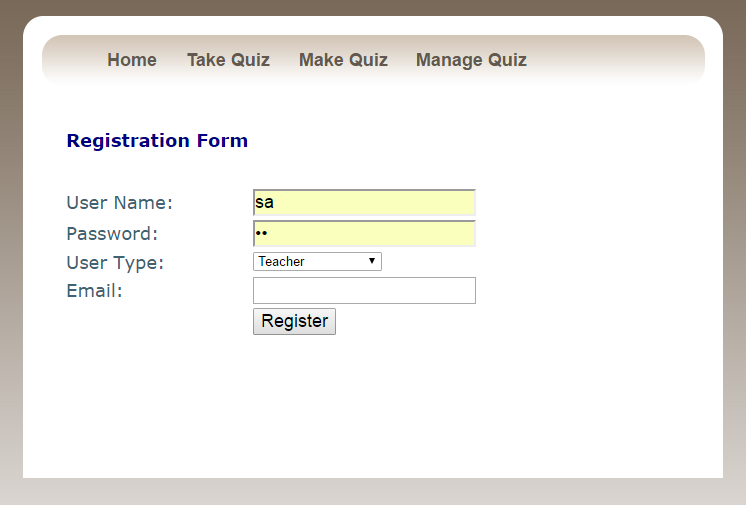 Home Take Quiz Make Quiz Manage Quiz
Registration Form
User Name: sa
Password: ••
User Type: Teacher
Email:
Register